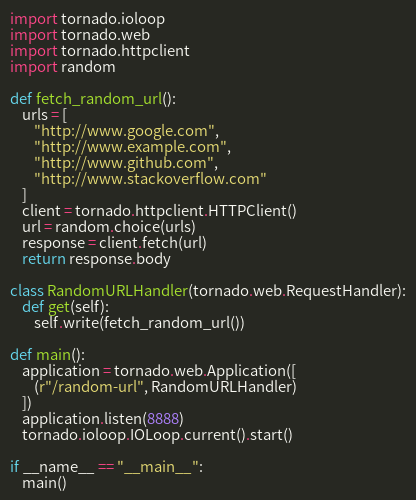 import tornado.ioloop
import tornado.web
import tornado.httpclient
import random

def fetch_random_url():
    urls = [
        "http://www.google.com",
        "http://www.example.com",
        "http://www.github.com",
        "http://www.stackoverflow.com"
    ]
    client = tornado.httpclient.HTTPClient()
    url = random.choice(urls)
    response = client.fetch(url)
    return response.body

class RandomURLHandler(tornado.web.RequestHandler):
    def get(self):
        self.write(fetch_random_url())

def main():
    application = tornado.web.Application([
        (r"/random-url", RandomURLHandler)
    ])
    application.listen(8888)
    tornado.ioloop.IOLoop.current().start()

if __name__ == "__main__":
    main()